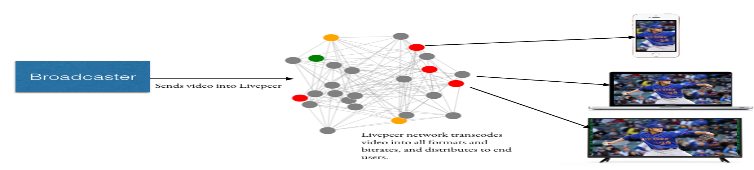 Broadcaster
Sends video into Livepeer
Livepeer network transcodes
video into all formats and
bitrates, and distributes to end
users.